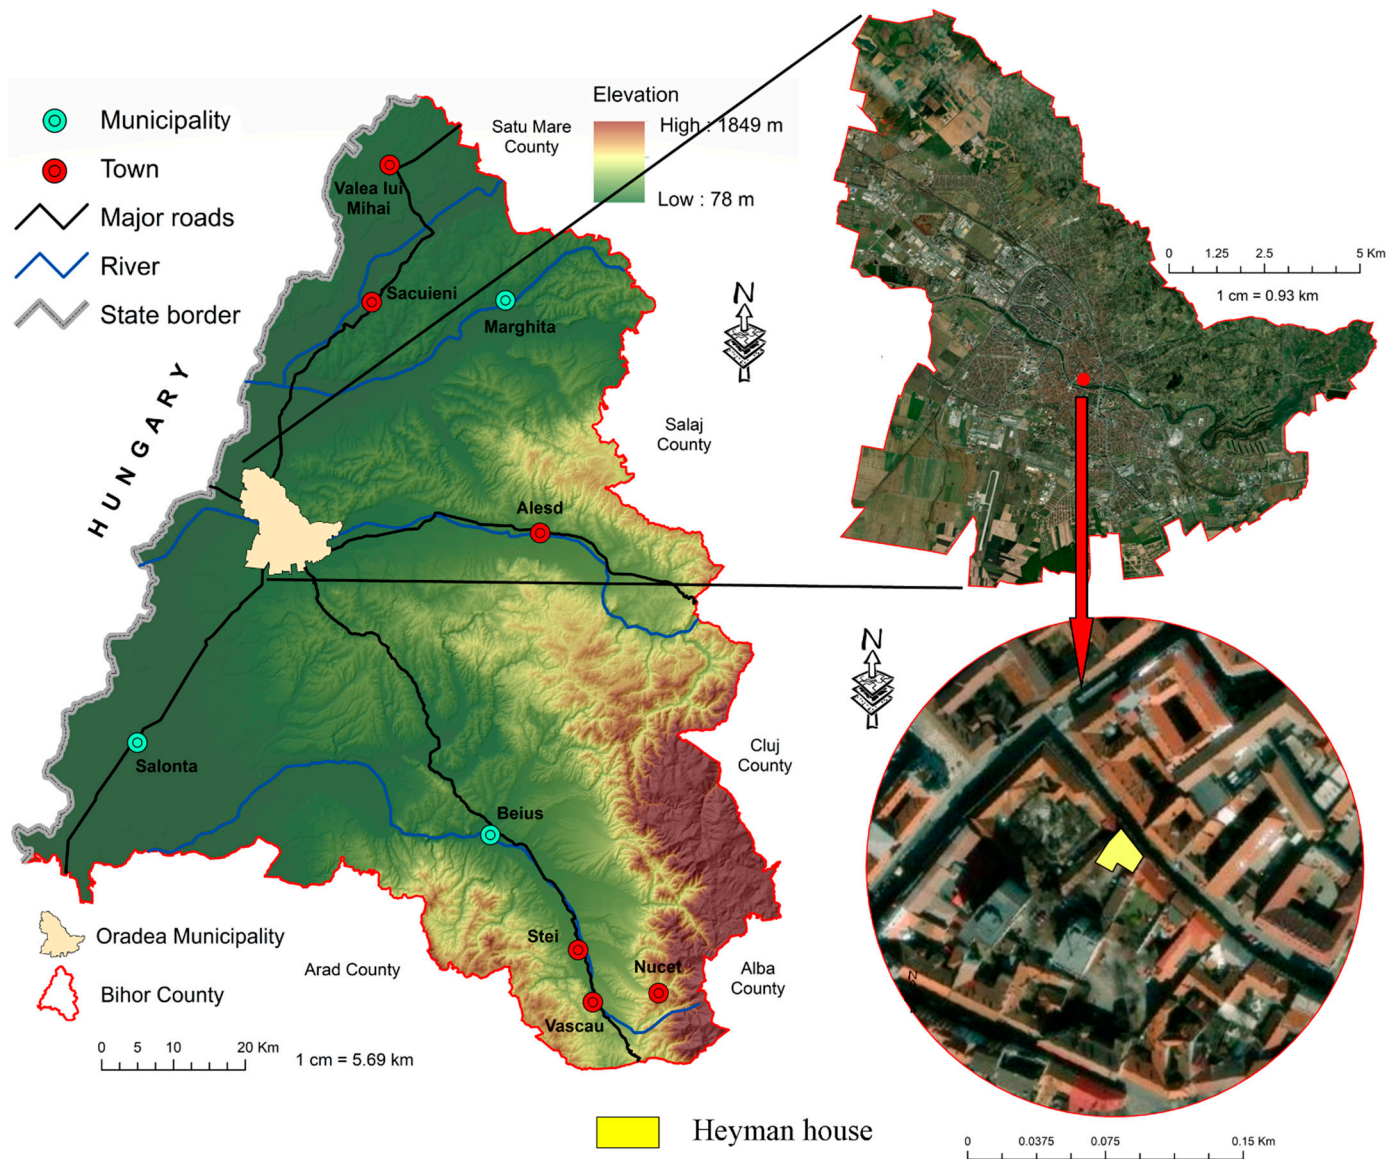 Municipality
Town
Major roads
River
State border
Elevation
High : 1849 m
Low : 78 m
Satu Mare
County
Valea lui
Mihai
Sacuieni
Marghita
N
HUNGARY
Salaj
County
Alesd
Salonta
Beius
Cluj
County
Stei
Nucet
Vascau
Alba
County
Arad County
Oradea Municipality
Bihor County
0 5 10 20 Km
1 cm = 5.69 km
0 1.25 2.5 5 Km
1 cm = 0.93 km
N
N
Heyman house
0 0.0375 0.075 0.15 Km